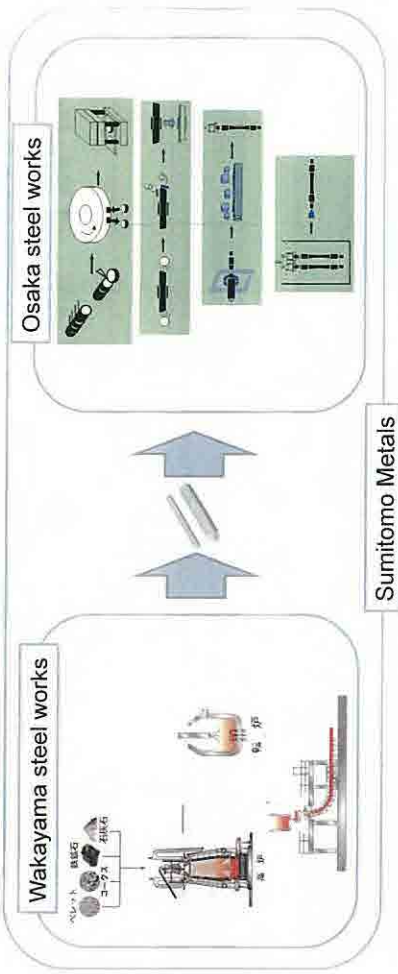 Wakayama steel works
Osaka steel works
ペレット
コークス
鉄鉱石
石灰石
高 炉
転 炉
Sumitomo Metals